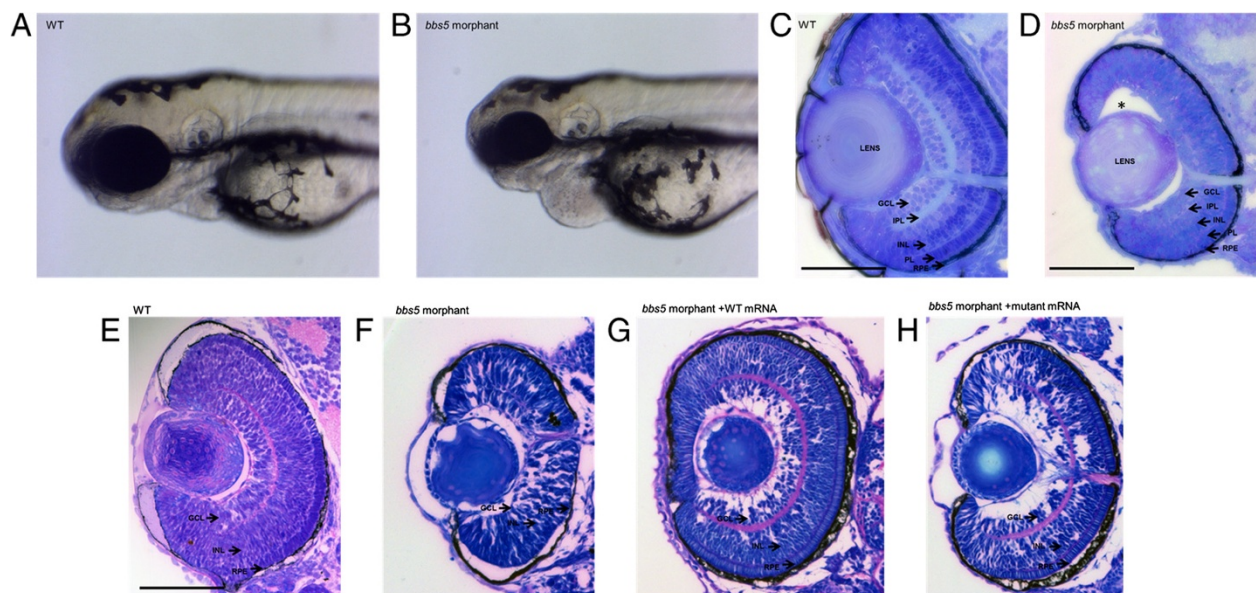 A WT
B bbs5 morphant
C WT
D bbs5 morphant
*
LENS
GCL
IPL
INL
PL
RPE
LENS
GCL
IPL
INL
PL
RPE
E WT
F bbs5 morphant
G bbs5 morphant +WT mRNA
H bbs5 morphant +mutant mRNA
GCL
INL
RPE
GCL
INL
RPE
GCL
INL
RPE
GCL
INL
RPE